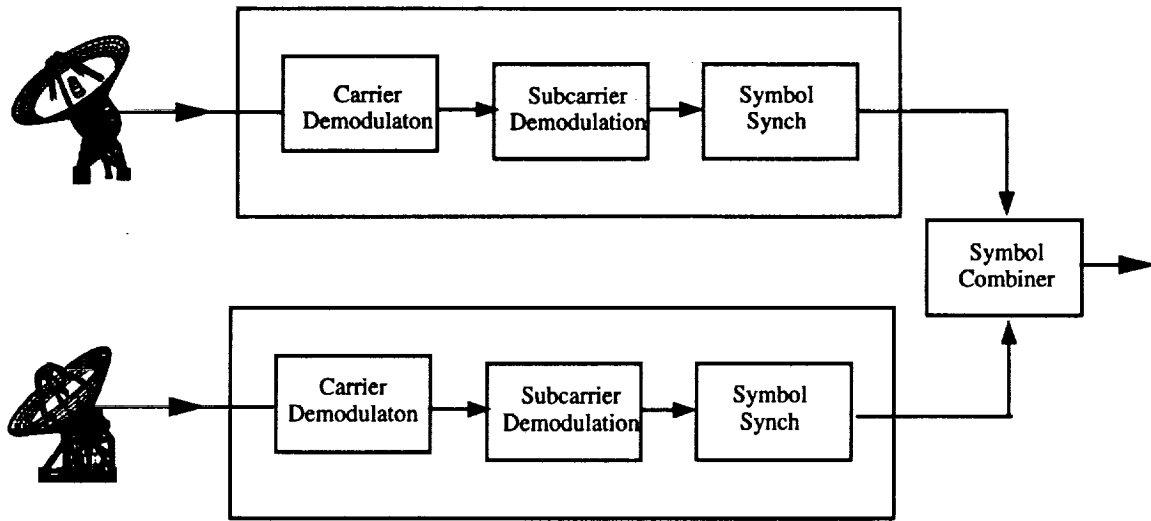 Carrier
Demodulaton
Subcarrier
Demodulation
Symbol
Synch
Symbol
Combiner
Carrier
Demodulaton
Subcarrier
Demodulation
Symbol
Synch